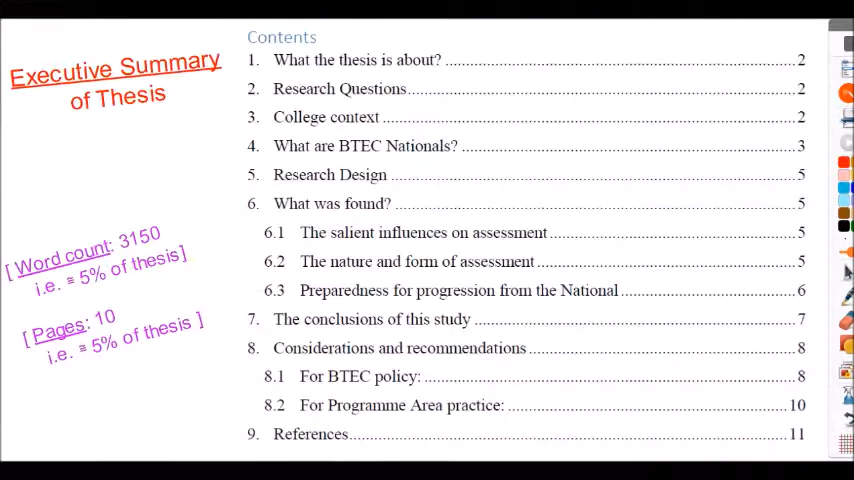 Executive Summary
of Thesis
[ Word count: 3150
i.e. ≅ 5% of thesis]
[ Pages: 10
i.e. ≅ 5% of thesis ]
Contents
1. What the thesis is about? 2
2. Research Questions 2
3. College context 2
4. What are BTEC Nationals? 3
5. Research Design 5
6. What was found? 5
6.1 The salient influences on assessment 5
6.2 The nature and form of assessment 5
6.3 Preparedness for progression from the National 6
7. The conclusions of this study 7
8. Considerations and recommendations 8
8.1 For BTEC policy: 8
8.2 For Programme Area practice: 10
9. References 11